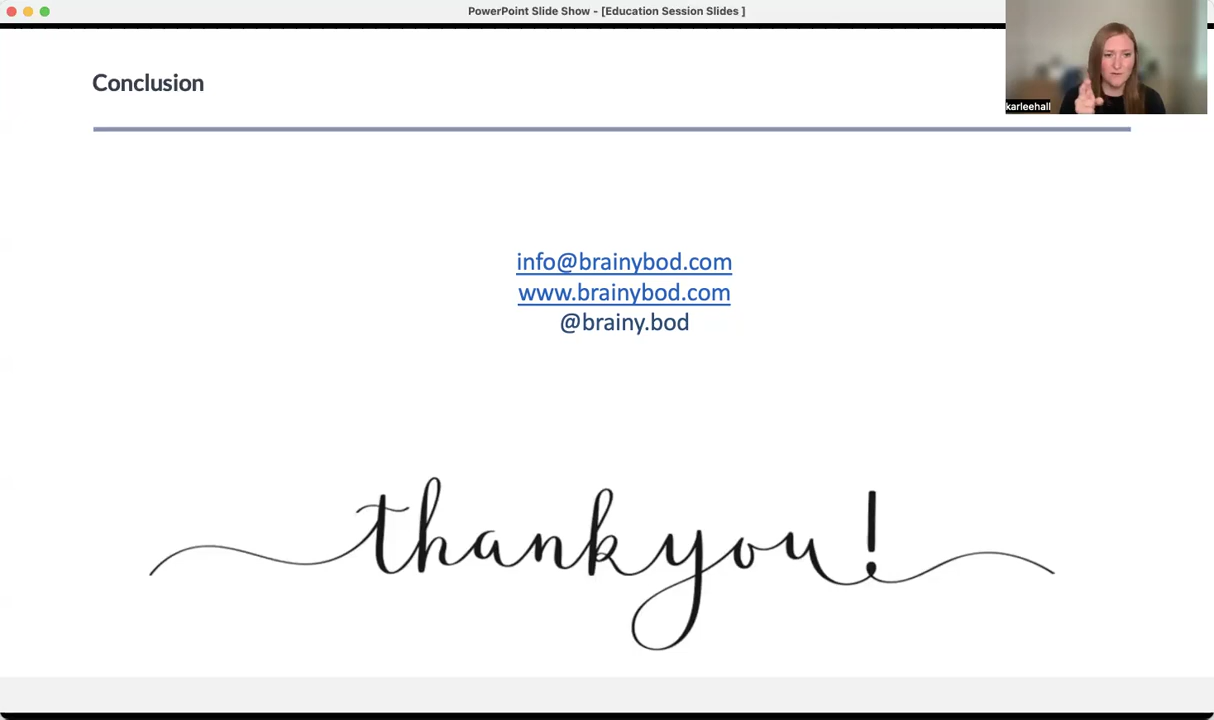 PowerPoint Slide Show - [Education Session Slides ]
karleehall
Conclusion
info@brainybod.com
www.brainybod.com
@brainy.bod
thank you!